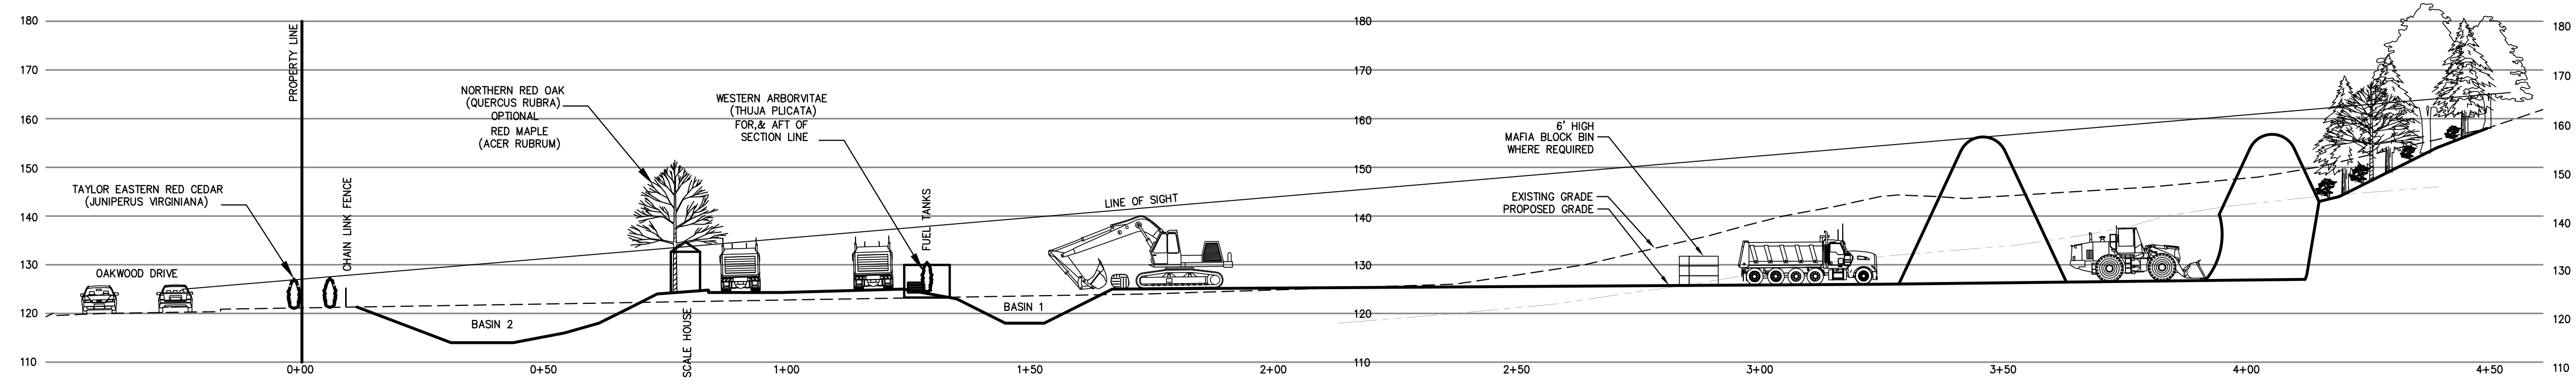 180
170
160
150
140
130
120
110
180
170
160
150
140
130
120
110
180
170
160
150
140
130
120
110
PROPERTY LINE
TAYLOR EASTERN RED CEDAR
(JUNIPERUS VIRGINIANA)
OAKWOOD DRIVE
CHAIN LINK FENCE
BASIN 2
NORTHERN RED OAK
(QUERCUS RUBRA)
OPTIONAL
RED MAPLE
(ACER RUBRUM)
SCALE HOUSE
WESTERN ARBORVITAE
(THUJA PLICATA)
FOR,& AFT OF
SECTION LINE
FUEL TANKS
BASIN 1
LINE OF SIGHT
6' HIGH
MAFIA BLOCK BIN
WHERE REQUIRED
EXISTING GRADE
PROPOSED GRADE
0+00
0+50
1+00
1+50
2+00
2+50
3+00
3+50
4+00
4+50